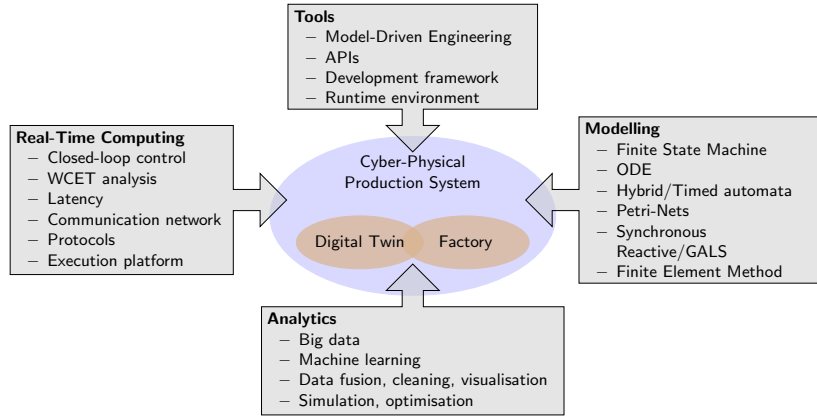 Tools
– Model-Driven Engineering
– APIs
– Development framework
– Runtime environment
Real-Time Computing
– Closed-loop control
– WCET analysis
– Latency
– Communication network
– Protocols
– Execution platform
Cyber-Physical
Production System
Digital Twin
Factory
Modelling
– Finite State Machine
– ODE
– Hybrid/Timed automata
– Petri-Nets
– Synchronous
Reactive/GALS
– Finite Element Method
Analytics
– Big data
– Machine learning
– Data fusion, cleaning, visualisation
– Simulation, optimisation